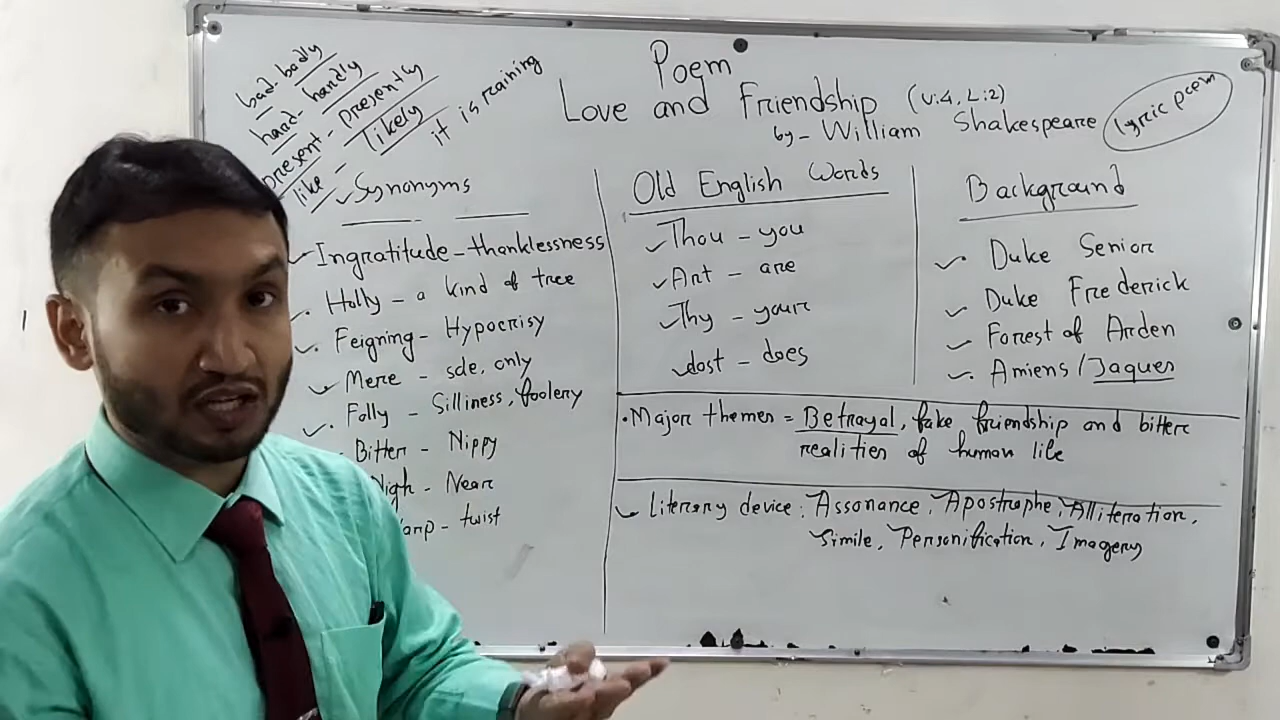 Poem
Love and Friendship (U:4, L:2)
by - William Shakespeare
lyric poem
bad - badly
hard - hardly
present - presently
like - likely
it is raining
Synonyms
Ingratitude - thanklessness
Holly - a kind of tree
Feigning - Hypocrisy
Mere - sole, only
Folly - Silliness, foolery
Bitter - Nippy
Nigh - Near
twist
Old English Words
Thou - you
Art - are
Thy - your
dost - does
Background
Duke Senior
Duke Frederick
Forest of Arden
Amiens / Jaques
Major themes = Betrayal, fake friendship and bitter
realities of human life
Literary device: Assonance, Apostrophe, Alliteration,
Simile, Personification, Imagery